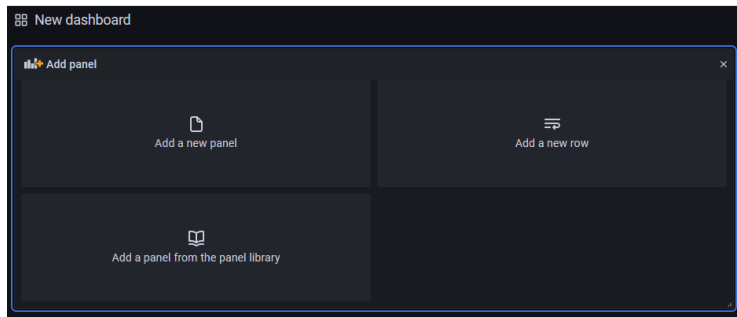 New dashboard
Add panel
Add a new panel
Add a new row
Add a panel from the panel library